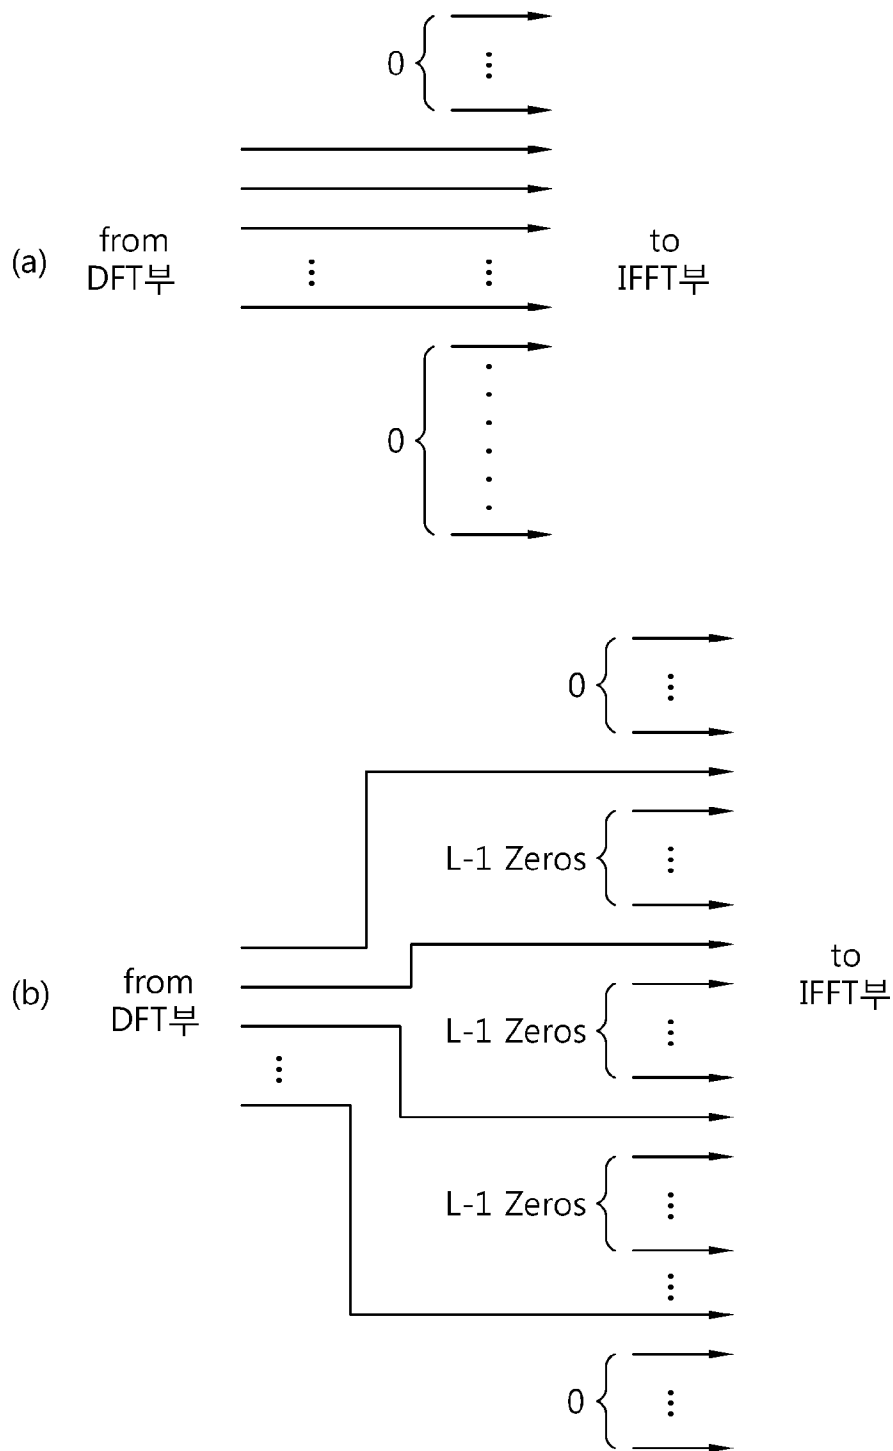 0
(a)
from
DFT부
to
IFFT부
0
0
L-1 Zeros
(b)
from
DFT부
L-1 Zeros
to
IFFT부
L-1 Zeros
0